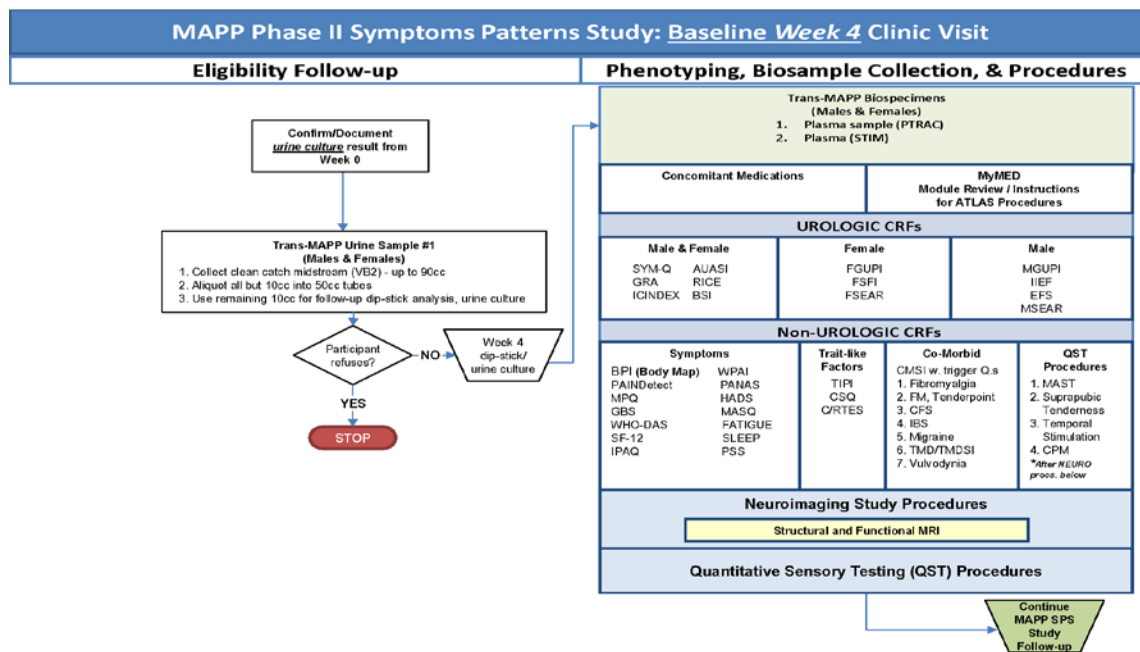 MAPP Phase II Symptoms Patterns Study: Baseline Week 4 Clinic Visit
Eligibility Follow-up
Confirm/Document
urine culture result from
Week 0
Trans-MAPP Urine Sample #1
(Males & Females)
1. Collect clean catch midstream (VB2) - up to 90cc
2. Aliquot all but 10cc into 50cc tubes
3. Use remaining 10cc for follow-up dip-stick analysis, urine culture
Participant
refuses?
NO
Week 4
dip-stick/
urine culture
YES
STOP
Phenotyping, Biosample Collection, & Procedures
Trans-MAPP Biospecimens
(Males & Females)
1. Plasma sample (PTRAC)
2. Plasma (STIM)
Concomitant Medications
MyMED
Module Review / Instructions
for ATLAS Procedures
UROLOGIC CRFs
Male & Female
SYM-Q AUASI
GRA RICE
ICINDEX BSI
Female
FGUPI
FSFI
FSEAR
Male
MGUPI
IIEF
EFS
MSEAR
Non-UROLOGIC CRFs
Symptoms
BPI (Body Map) WPAI
PAINDetect PANAS
MPQ HADS
GBS MASQ
WHO-DAS FATIGUE
SF-12 SLEEP
IPAQ PSS
Trait-like
Factors
TIPI
CSQ
C/RTES
Co-Morbid
CMSI w. trigger Q.s
1. Fibromyalgia
2. FM, Tenderpoint
3. CFS
4. IBS
5. Migraine
6. TMD/TMDSI
7. Vulvodynia
QST
Procedures
1. MAST
2. Suprapubic
Tenderness
3. Temporal
Stimulation
4. CPM
*After NEURO
procs. below
Neuroimaging Study Procedures
Structural and Functional MRI
Quantitative Sensory Testing (QST) Procedures
Continue
MAPP SPS
Study
Follow-up